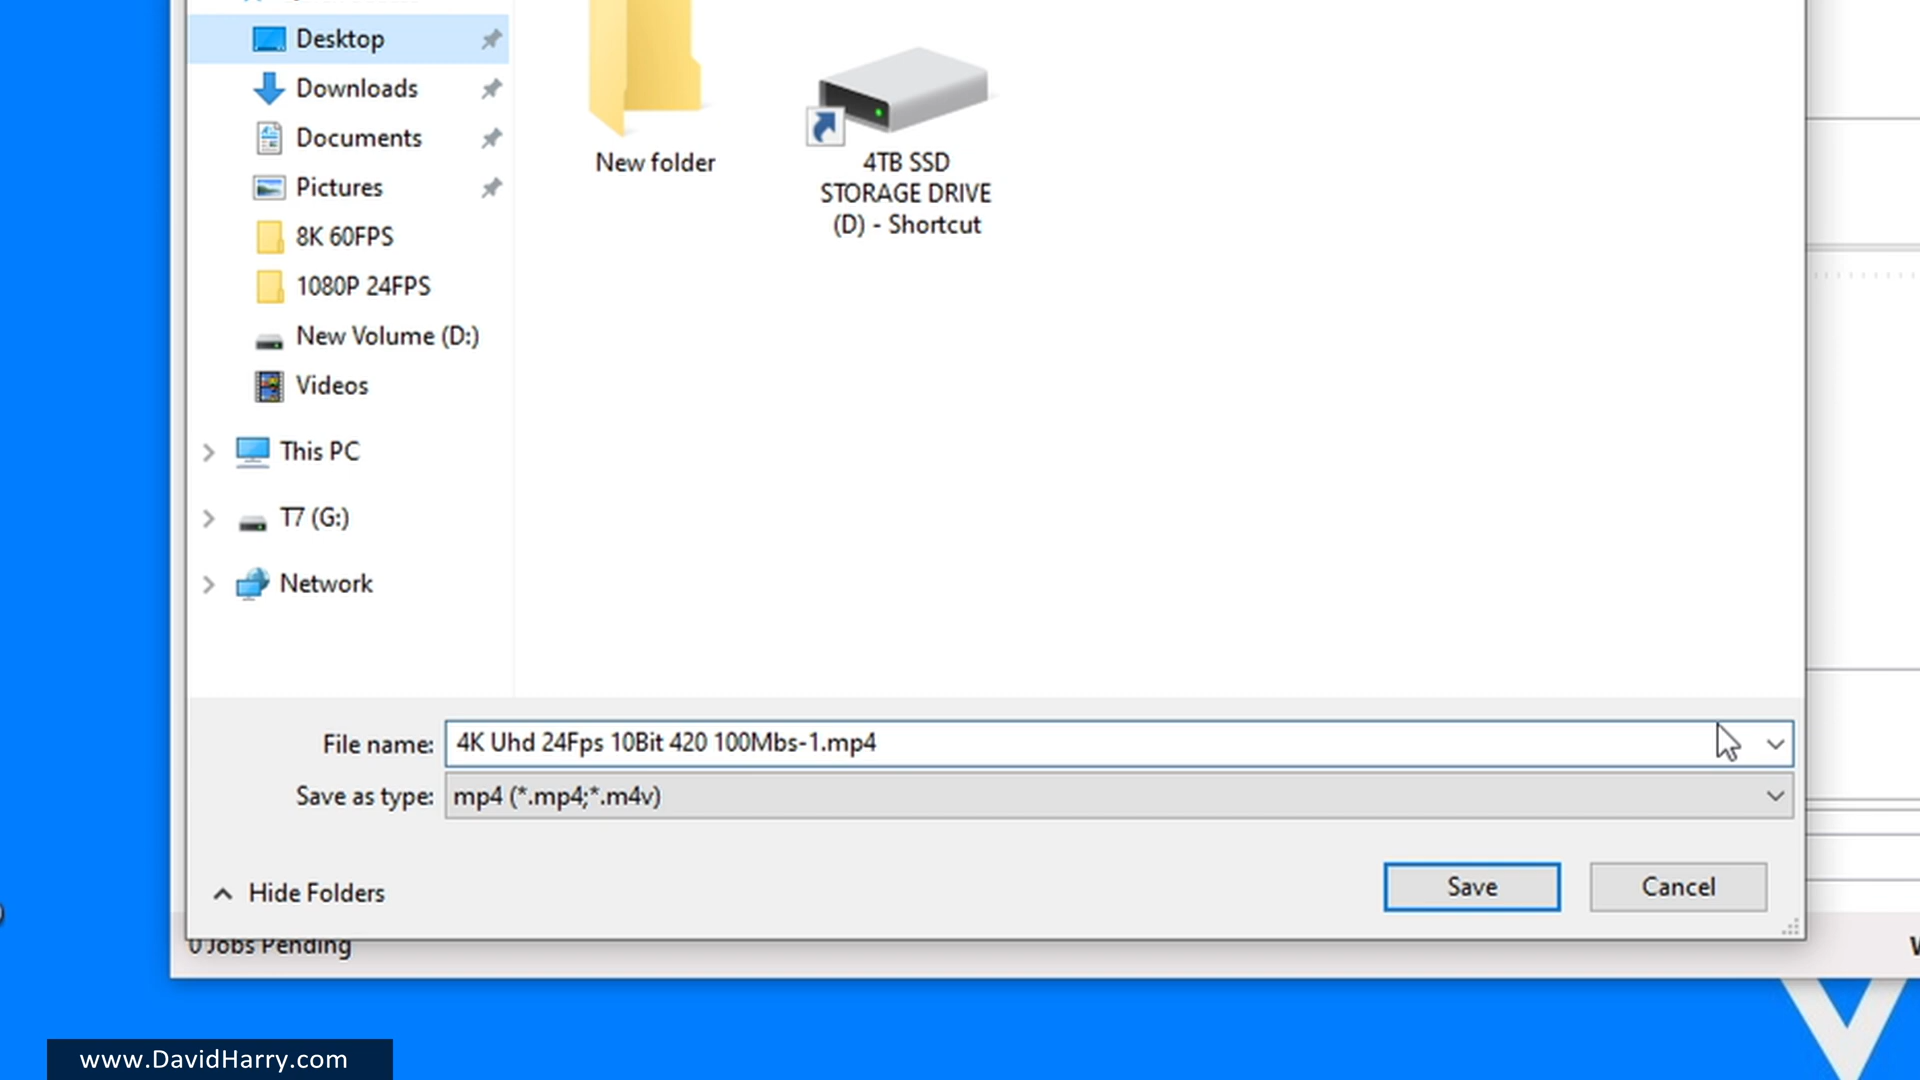 Desktop
Downloads
Documents
Pictures
8K 60FPS
1080P 24FPS
New Volume (D:)
Videos
This PC
T7 (G:)
Network
New folder
4TB SSD
STORAGE DRIVE
(D) - Shortcut
File name: 4K Uhd 24Fps 10Bit 420 100Mbs-1.mp4
Save as type: mp4 (*.mp4;*.m4v)
Hide Folders
Save
Cancel
0 Jobs Pending
www.DavidHarry.com